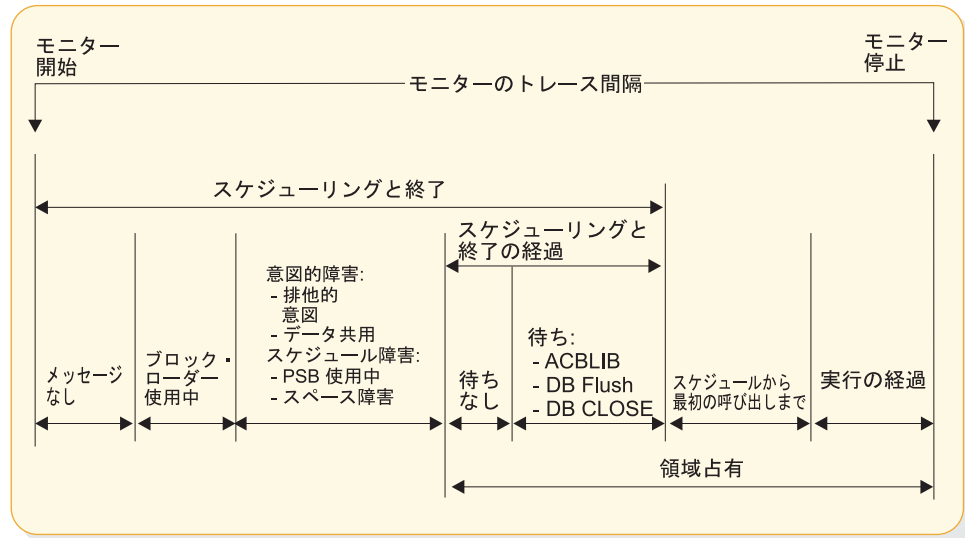 モニター
開始
モニター
停止
モニターのトレース間隔
スケジューリングと終了
スケジューリングと
終了の経過
意図的障害:
- 排他的
意図
- データ共用
スケジュール障害:
- PSB 使用中
- スペース障害
メッセージ
なし
ブロック・
ローダー
使用中
待ち
なし
待ち:
- ACBLIB
- DB Flush
- DB CLOSE
スケジュールから
最初の呼び出しまで
実行の経過
領域占有